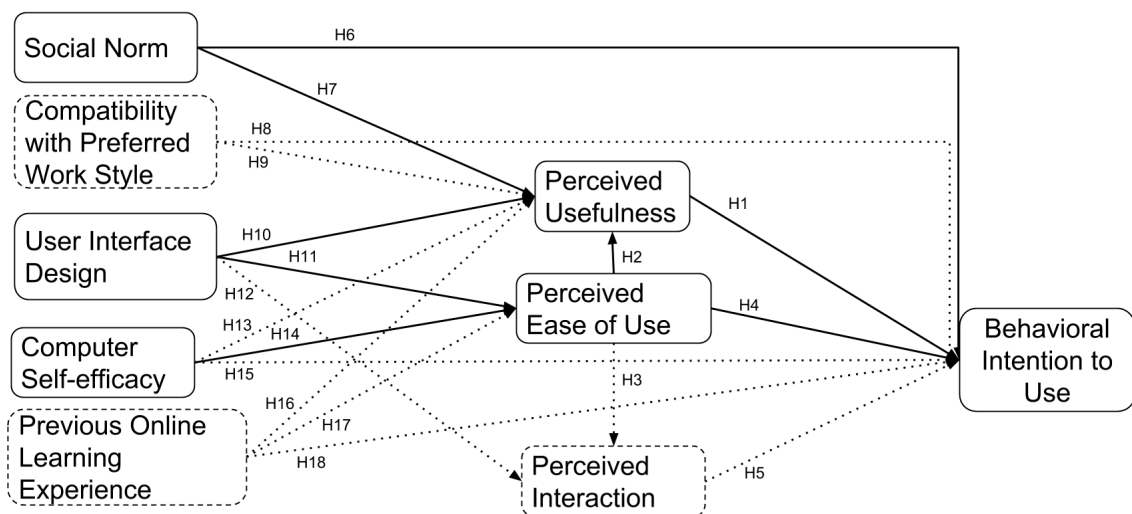 Social Norm
H6
H7
Compatibility
with Preferred
Work Style
H8
H9
Perceived
Usefulness
H1
User Interface
Design
H10
H11
H12
H2
Perceived
Ease of Use
H4
Computer
Self-efficacy
H13
H14
H15
H3
Behavioral
Intention to
Use
Previous Online
Learning
Experience
H16
H17
H18
Perceived
Interaction
H5